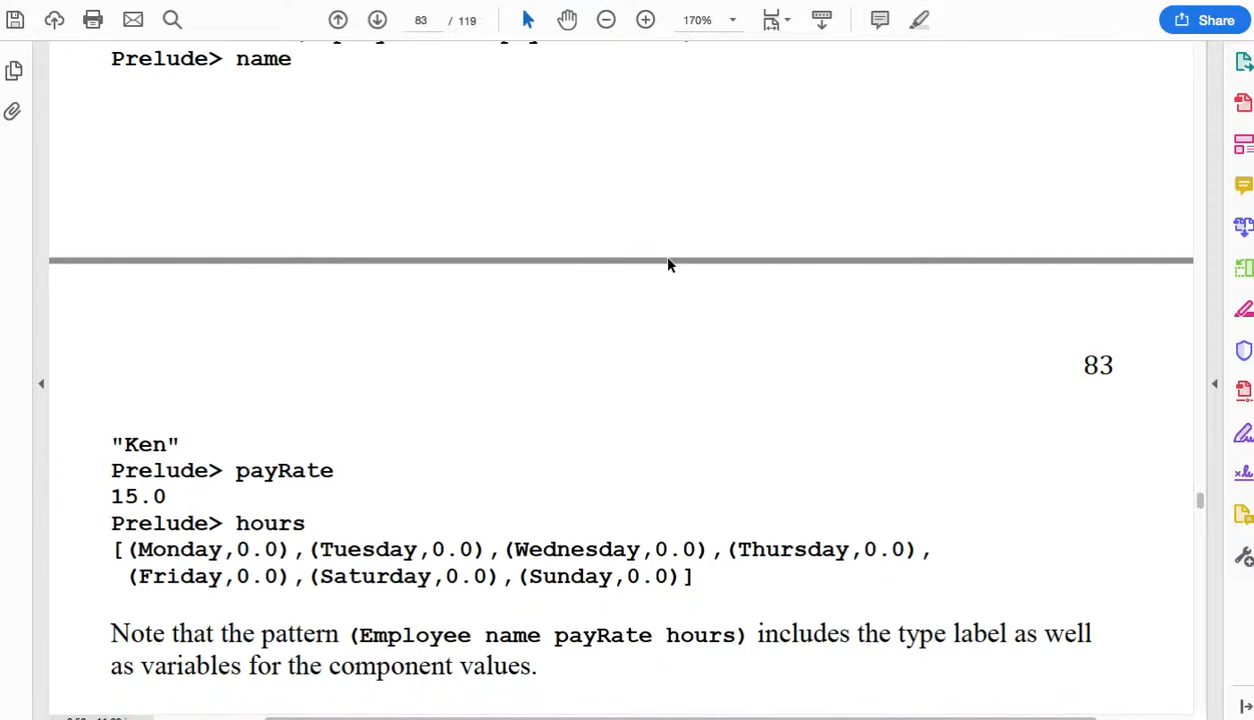 83 / 119
170%
Share
Prelude> name
83
"Ken"
Prelude> payRate
15.0
Prelude> hours
[(Monday,0.0),(Tuesday,0.0),(Wednesday,0.0),(Thursday,0.0),
(Friday,0.0),(Saturday,0.0),(Sunday,0.0)]
Note that the pattern (Employee name payRate hours) includes the type label as well
as variables for the component values.